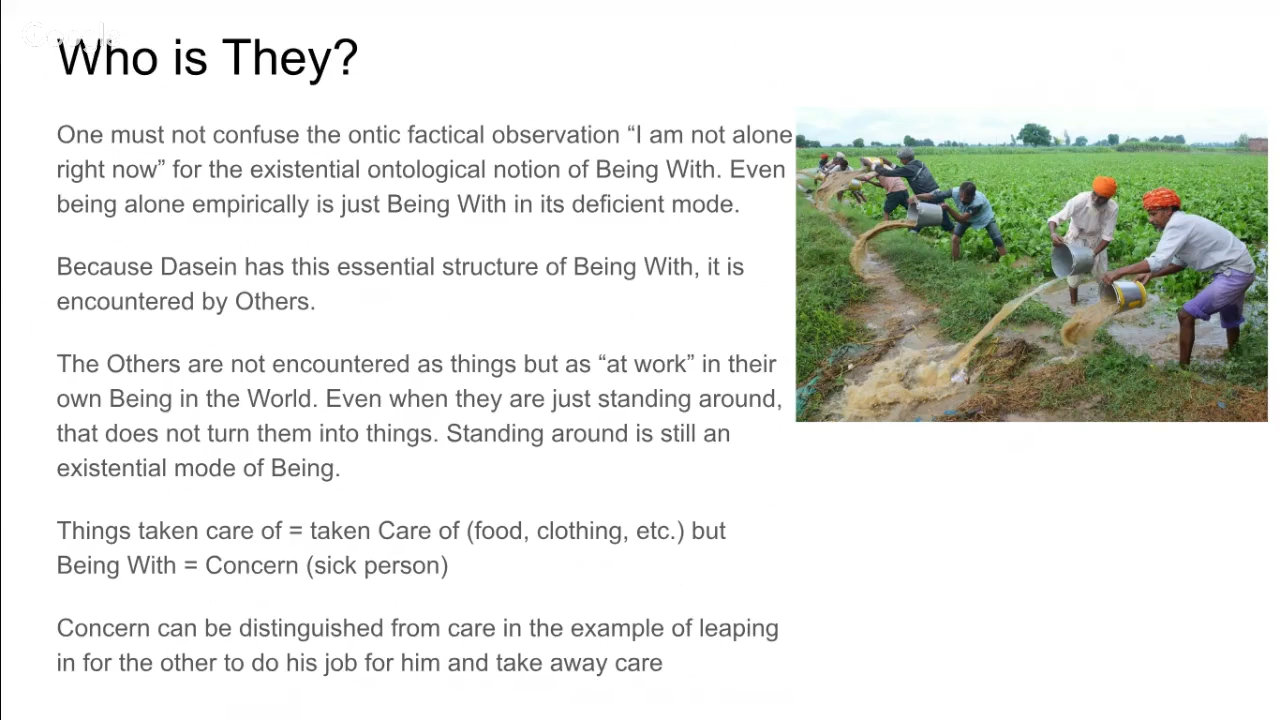 Google
Who is They?
One must not confuse the ontic factical observation “I am not alone
right now” for the existential ontological notion of Being With. Even
being alone empirically is just Being With in its deficient mode.
Because Dasein has this essential structure of Being With, it is
encountered by Others.
The Others are not encountered as things but as “at work” in their
own Being in the World. Even when they are just standing around,
that does not turn them into things. Standing around is still an
existential mode of Being.
Things taken care of = taken Care of (food, clothing, etc.) but
Being With = Concern (sick person)
Concern can be distinguished from care in the example of leaping
in for the other to do his job for him and take away care